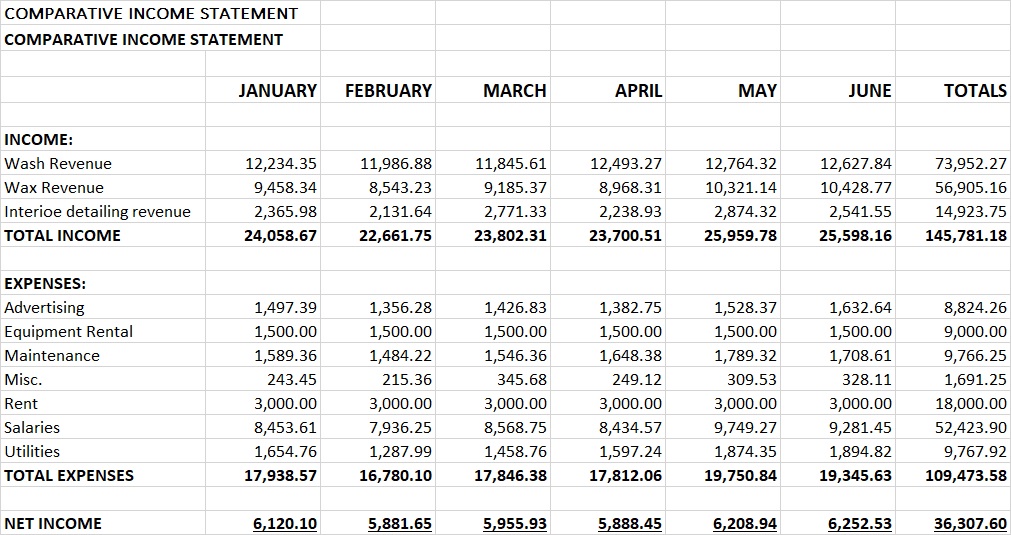 COMPARATIVE INCOME STATEMENT
COMPARATIVE INCOME STATEMENT
JANUARY FEBRUARY MARCH APRIL MAY JUNE TOTALS
INCOME:
Wash Revenue 12,234.35 11,986.88 11,845.61 12,493.27 12,764.32 12,627.84 73,952.27
Wax Revenue 9,458.34 8,543.23 9,185.37 8,968.31 10,321.14 10,428.77 56,905.16
Interioe detailing revenue 2,365.98 2,131.64 2,771.33 2,238.93 2,874.32 2,541.55 14,923.75
TOTAL INCOME 24,058.67 22,661.75 23,802.31 23,700.51 25,959.78 25,598.16 145,781.18
EXPENSES:
Advertising 1,497.39 1,356.28 1,426.83 1,382.75 1,528.37 1,632.64 8,824.26
Equipment Rental 1,500.00 1,500.00 1,500.00 1,500.00 1,500.00 1,500.00 9,000.00
Maintenance 1,589.36 1,484.22 1,546.36 1,648.38 1,789.32 1,708.61 9,766.25
Misc. 243.45 215.36 345.68 249.12 309.53 328.11 1,691.25
Rent 3,000.00 3,000.00 3,000.00 3,000.00 3,000.00 3,000.00 18,000.00
Salaries 8,453.61 7,936.25 8,568.75 8,434.57 9,749.27 9,281.45 52,423.90
Utilities 1,654.76 1,287.99 1,458.76 1,597.24 1,874.35 1,894.82 9,767.92
TOTAL EXPENSES 17,938.57 16,780.10 17,846.38 17,812.06 19,750.84 19,345.63 109,473.58
NET INCOME 6,120.10 5,881.65 5,955.93 5,888.45 6,208.94 6,252.53 36,307.60